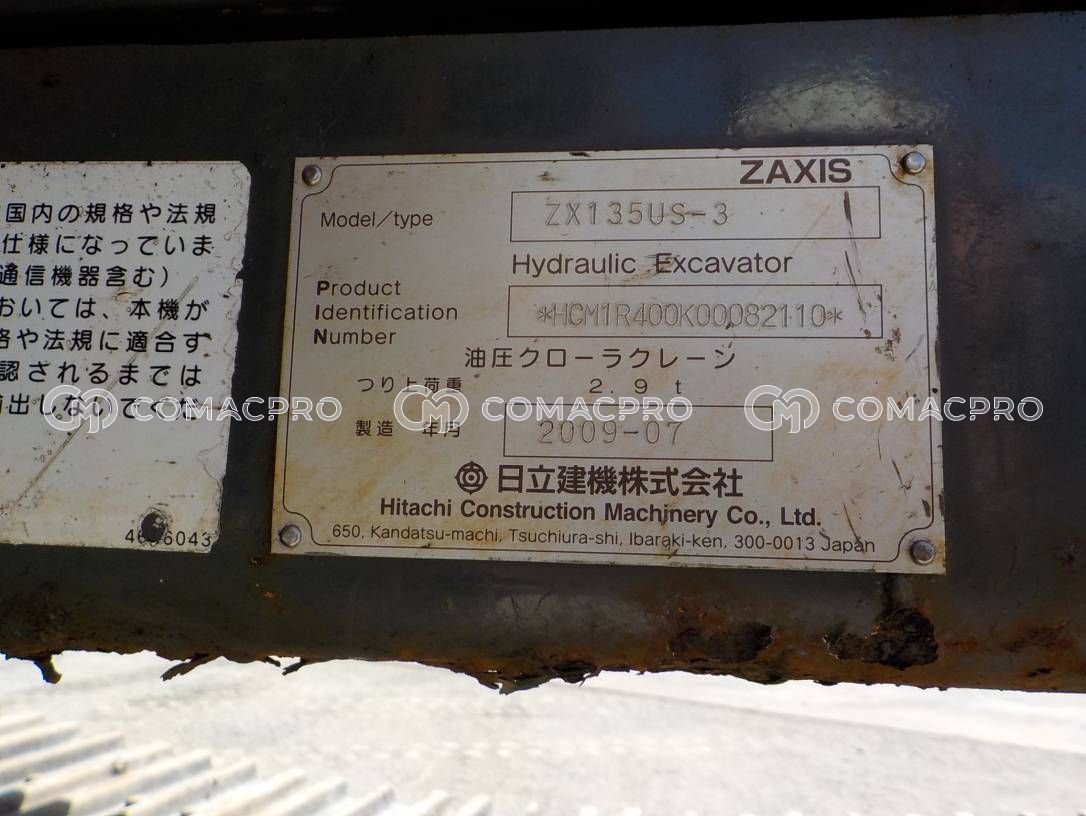 国内の規格や法規
仕様になっていま
通信機器含む)
おいては、本機が
格や法規に適合す
認されるまでは
出しないでくだ
6043
ZAXIS
Model/type ZX135US-3
Hydraulic Excavator
Product
Identification
Number
*HCM1R400K00082110*
油圧クローラクレーン
つり上荷重 2.9t
製造 年月 2009-07
日立建機株式会社
Hitachi Construction Machinery Co., Ltd.
650, Kandatsu-machi, Tsuchiura-shi, Ibaraki-ken, 300-0013 Japan
COMACPRO COMACPRO COMACPRO